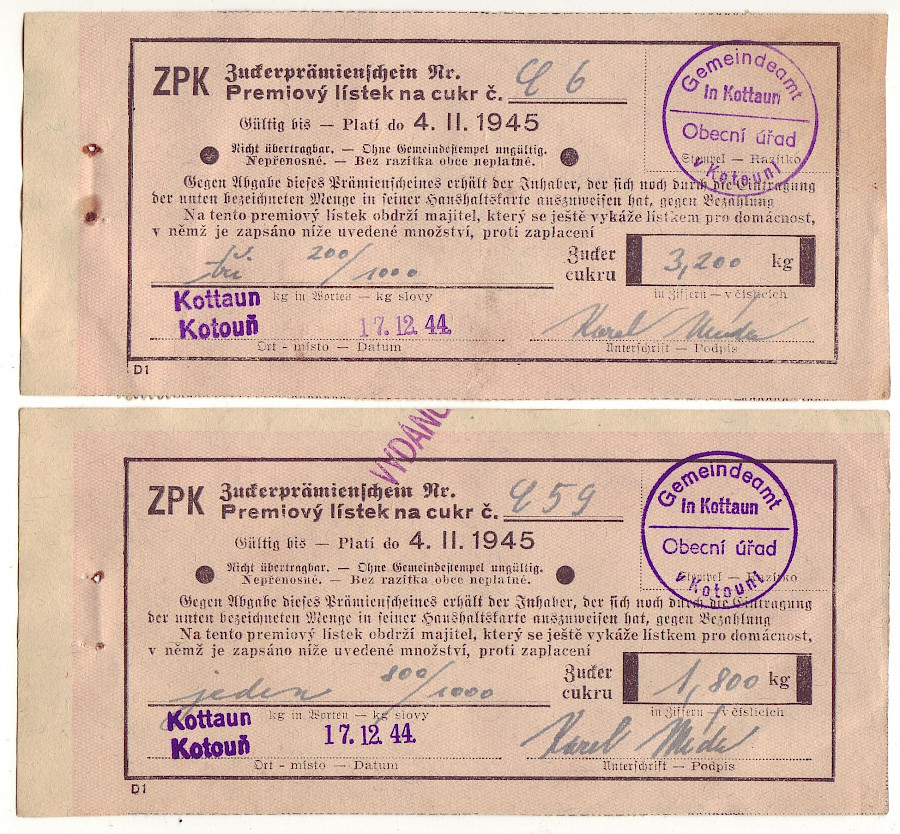 ZPK Zuckerprämienschein Nr.
Premiový lístek na cukr č. 6
Gültig bis — Platí do 4. II. 1945
Gemeindeamt
in Kottaun
Obecní úřad
v Kotouni
Nicht übertragbar. — Ohne Gemeindestempel ungültig.
Nepřenosné. — Bez razítka obce neplatné.
Stempel — Razítko
Gegen Abgabe dieses Prämienscheines erhält der Inhaber, der sich noch durch die Eintragung
der unten bezeichneten Menge in seiner Haushaltskarte auszuweisen hat, gegen Bezahlung
Na tento premiový lístek obdrží majitel, který se ještě vykáže lístkem pro domácnost,
v němž je zapsáno níže uvedené množství, proti zaplacení
tři 200/1000
Zucker
cukru
3,200 kg
kg in Worten — kg slovy
in Ziffern — v číslicích
Kottaun
Kotouň
17. 12. 44.
Karel
Ort - místo — Datum
Unterschrift — Podpis
D1
VYDÁNO
ZPK Zuckerprämienschein Nr.
Premiový lístek na cukr č. 59
Gültig bis — Platí do 4. II. 1945
Gemeindeamt
in Kottaun
Obecní úřad
v Kotouni
Nicht übertragbar. — Ohne Gemeindestempel ungültig.
Nepřenosné. — Bez razítka obce neplatné.
Stempel — Razítko
Gegen Abgabe dieses Prämienscheines erhält der Inhaber, der sich noch durch die Eintragung
der unten bezeichneten Menge in seiner Haushaltskarte auszuweisen hat, gegen Bezahlung
Na tento premiový lístek obdrží majitel, který se ještě vykáže lístkem pro domácnost,
v němž je zapsáno níže uvedené množství, proti zaplacení
jeden 800/1000
Zucker
cukru
1,800 kg
kg in Worten — kg slovy
in Ziffern — v číslicích
Kottaun
Kotouň
17. 12. 44.
Karel
Ort - místo — Datum
Unterschrift — Podpis
D1